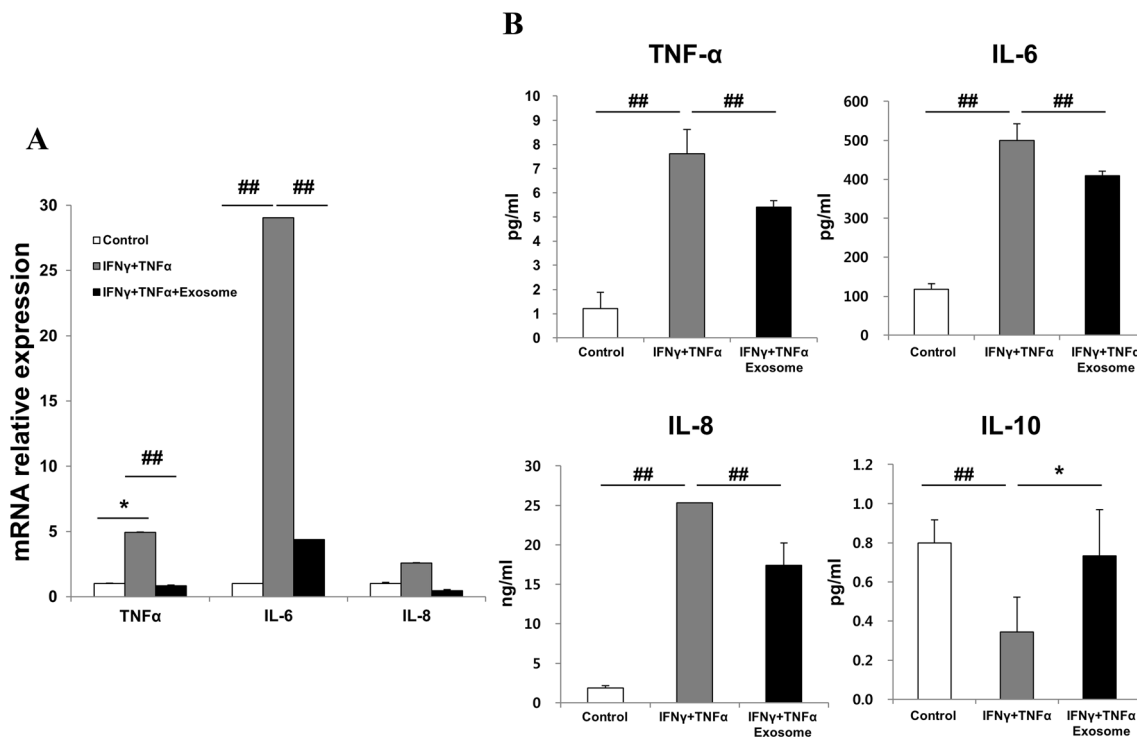 A
mRNA relative expression
30
25
20
15
10
5
0
Control
IFNγ+TNFα
IFNγ+TNFα+Exosome
## ##
##
*
TNFα IL-6 IL-8
B
TNF-α
pg/ml
10
9
8
7
6
5
4
3
2
1
0
## ##
Control IFNγ+TNFα IFNγ+TNFα
Exosome
IL-6
pg/ml
600
500
400
300
200
100
0
## ##
Control IFNγ+TNFα IFNγ+TNFα
Exosome
IL-8
ng/ml
30
25
20
15
10
5
0
## ##
Control IFNγ+TNFα IFNγ+TNFα
Exosome
IL-10
pg/ml
1.2
1.0
0.8
0.6
0.4
0.2
0.0
## *
Control IFNγ+TNFα IFNγ+TNFα
Exosome